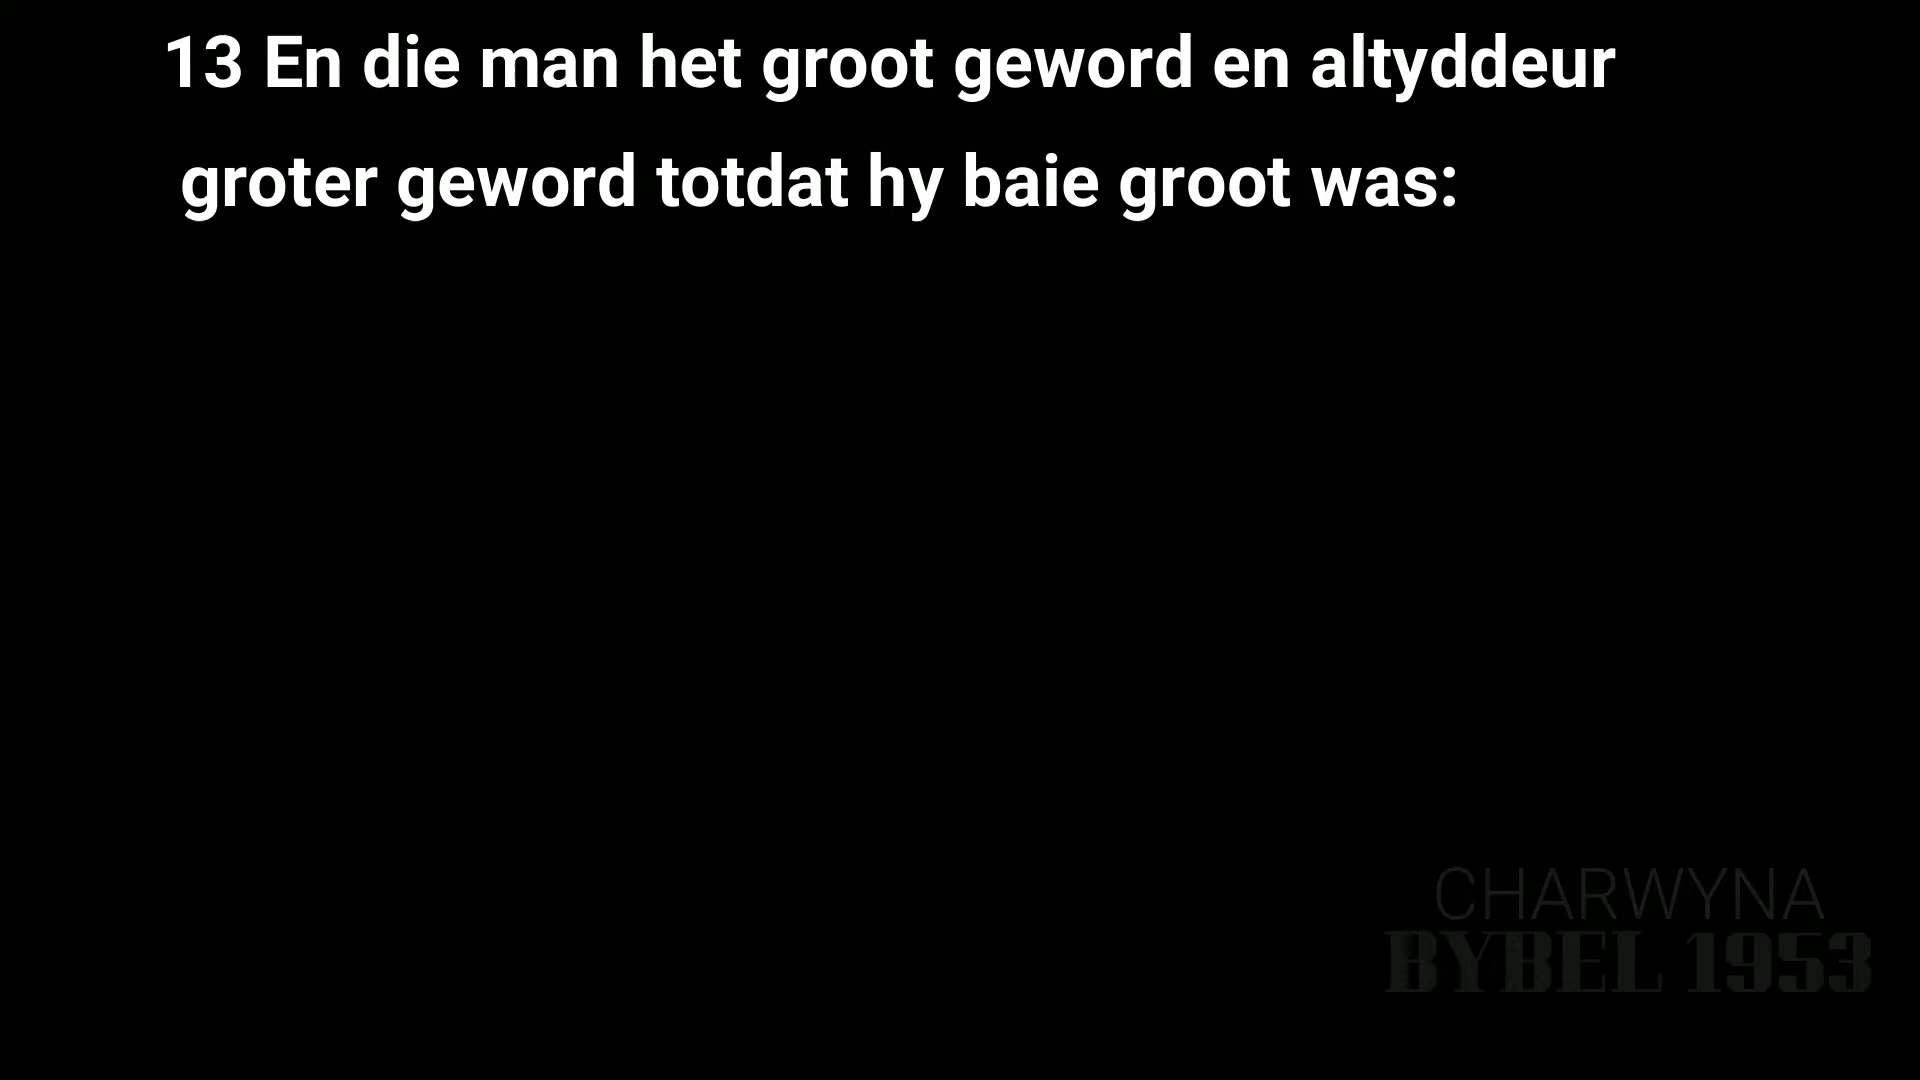 13 En die man het groot geword en altyddeur
groter geword totdat hy baie groot was:
CHARWYNA
BYBEL 1953